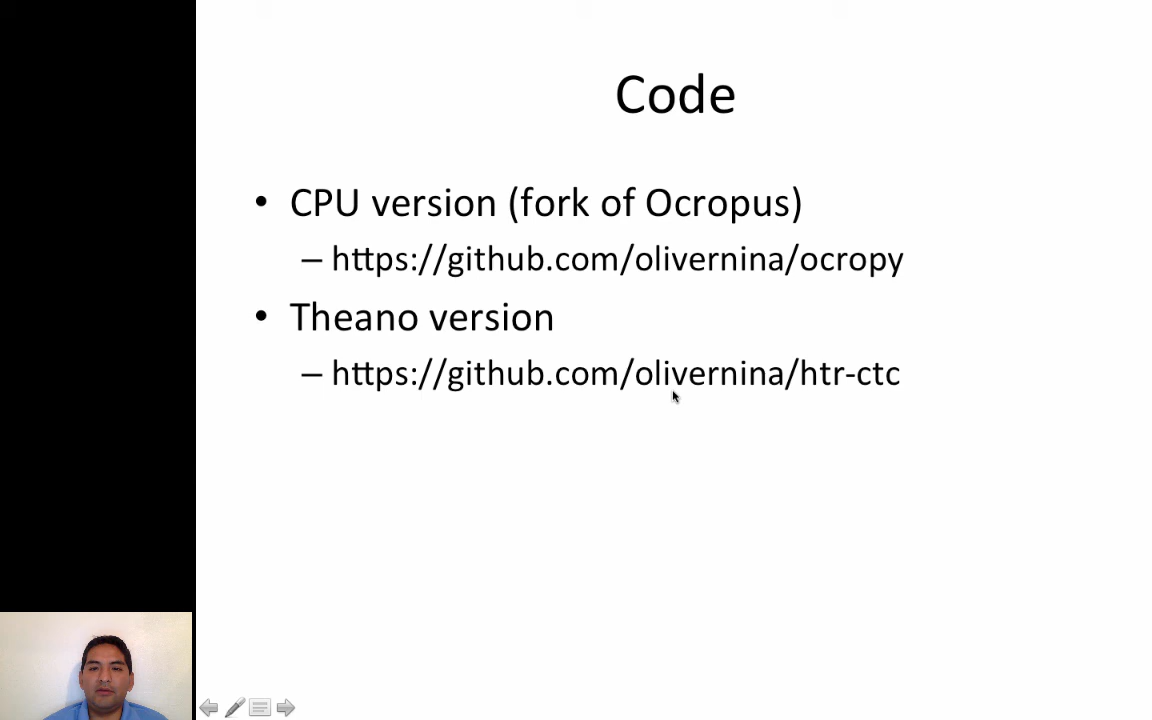 Code
• CPU version (fork of Ocropus)
– https://github.com/olivernina/ocropy
• Theano version
– https://github.com/olivernina/htr-ctc